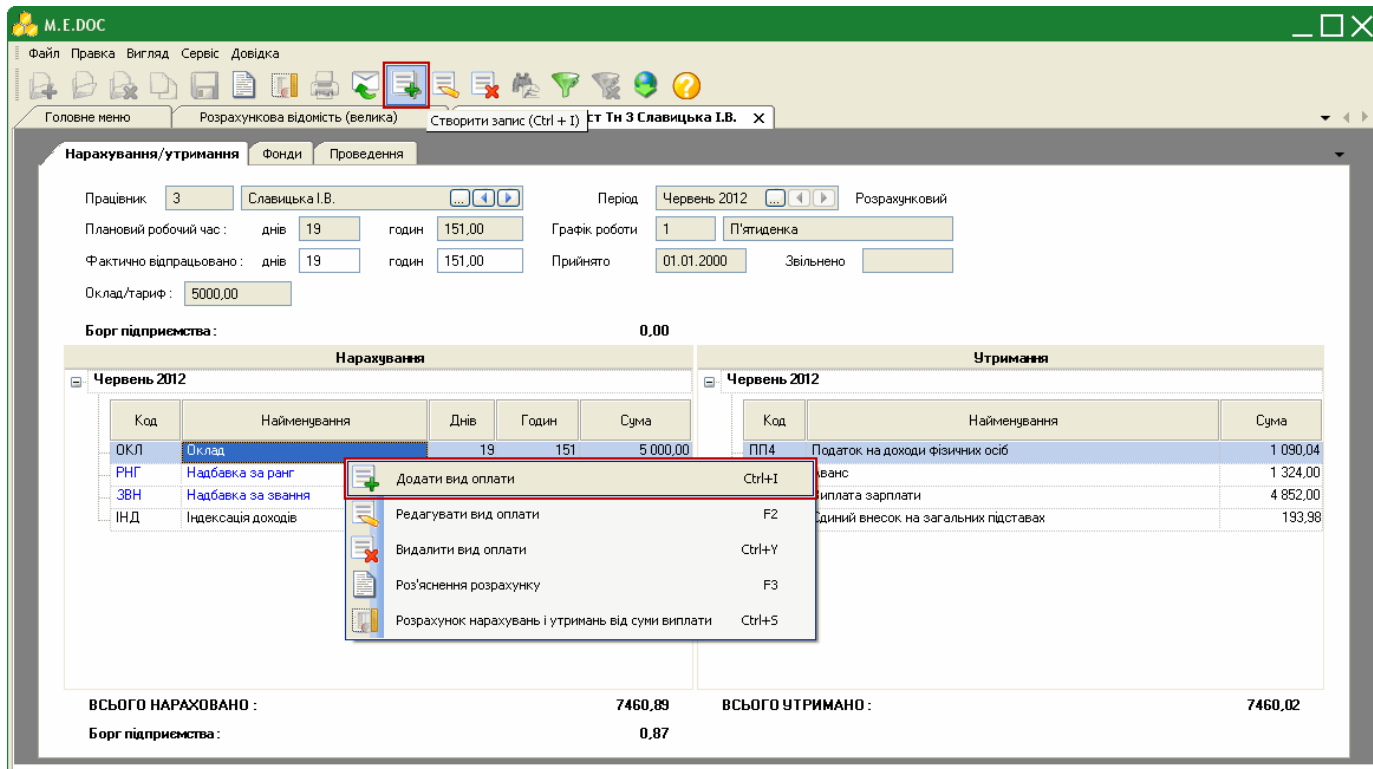 M.E.DOC
Файл Правка Вигляд Сервіс Довідка
Головне меню Розрахункова відомість (велика) ст Тн 3 Славицька І.В.
Створити запис (Ctrl + I)
Нарахування/утримання Фонди Проведення
Працівник 3 Славицька І.В. ... Період Червень 2012 ... Розрахунковий
Плановий робочий час : днів 19 годин 151,00 Графік роботи 1 П'ятиденка
Фактично відпрацьовано : днів 19 годин 151,00 Прийнято 01.01.2000 Звільнено
Оклад/тариф : 5000,00
Борг підприємства : 0,00
Нарахування Утримання
Червень 2012 Червень 2012
Код Найменування Днів Годин Сума Код Найменування Сума
ОКЛ Оклад 19 151 5 000,00 ПП4 Податок на доходи фізичних осіб 1 090,04
РНГ Надбавка за ранг Аванс 1 324,00
ЗВН Надбавка за звання Виплата зарплати 4 852,00
ІНД Індексація доходів Єдиний внесок на загальних підставах 193,98
Додати вид оплати Ctrl+I
Редагувати вид оплати F2
Видалити вид оплати Ctrl+Y
Роз'яснення розрахунку F3
Розрахунок нарахувань і утримань від суми виплати Ctrl+S
ВСЬОГО НАРАХОВАНО : 7460,89 ВСЬОГО УТРИМАНО : 7460,02
Борг підприємства : 0,87